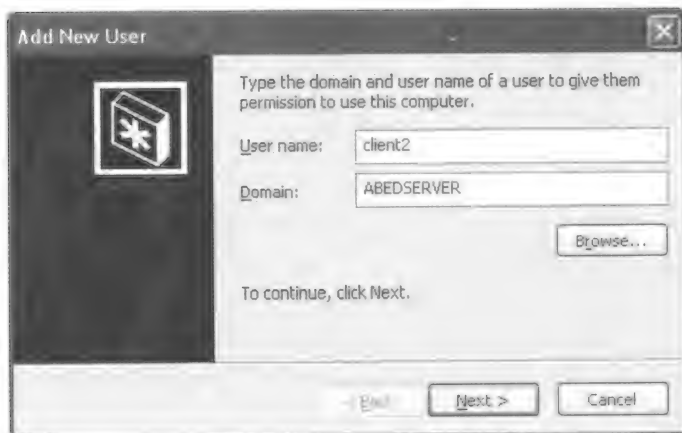 Add New User
Type the domain and user name of a user to give them
permission to use this computer.
User name: client2
Domain: ABEDSERVER
Browse...
To continue, click Next.
< Back Next > Cancel